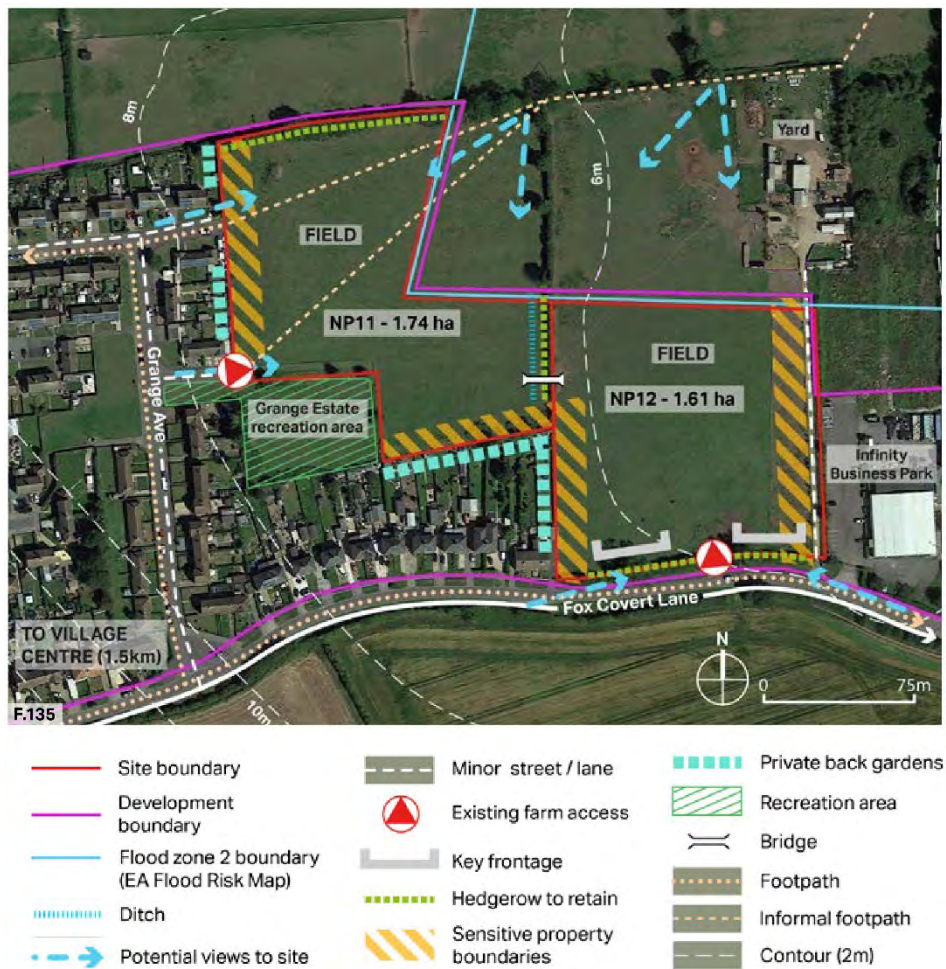 8m
Yard
6m
FIELD
NP11 - 1.74 ha
FIELD
NP12 - 1.61 ha
Grange Ave
Grange Estate
recreation area
Infinity
Business Park
Fox Covert Lane
TO VILLAGE
CENTRE (1.5km)
10m
N
0 75m
F.135
Site boundary
Development
boundary
Flood zone 2 boundary
(EA Flood Risk Map)
Ditch
Potential views to site
Minor street / lane
Existing farm access
Key frontage
Hedgerow to retain
Sensitive property
boundaries
Private back gardens
Recreation area
Bridge
Footpath
Informal footpath
Contour (2m)